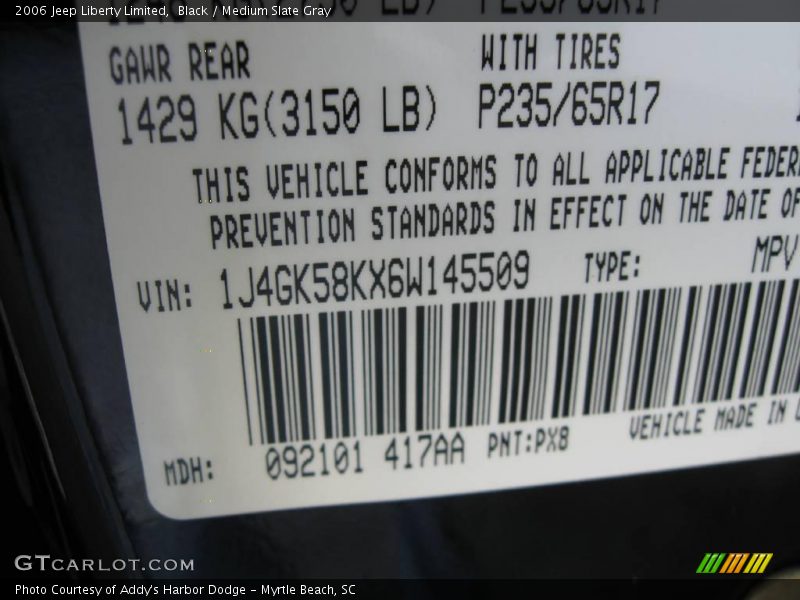 2006 Jeep Liberty Limited, Black / Medium Slate Gray
GAWR REAR WITH TIRES
1429 KG(3150 LB) P235/65R17
THIS VEHICLE CONFORMS TO ALL APPLICABLE FEDER
PREVENTION STANDARDS IN EFFECT ON THE DATE OF
VIN: 1J4GK58KX6W145509 TYPE: MPV
MDH: 092101 417AA PNT:PX8 VEHICLE MADE IN
GTCARLOT.COM
Photo Courtesy of Addy's Harbor Dodge – Myrtle Beach, SC